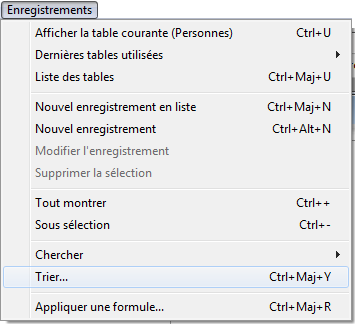 Enregistrements
Afficher la table courante (Personnes) Ctrl+U
Dernières tables utilisées
Liste des tables Ctrl+Maj+U
Nouvel enregistrement en liste Ctrl+Maj+N
Nouvel enregistrement Ctrl+Alt+N
Modifier l'enregistrement
Supprimer la sélection
Tout montrer Ctrl++
Sous sélection Ctrl+-
Chercher
Trier... Ctrl+Maj+Y
Appliquer une formule... Ctrl+Maj+R